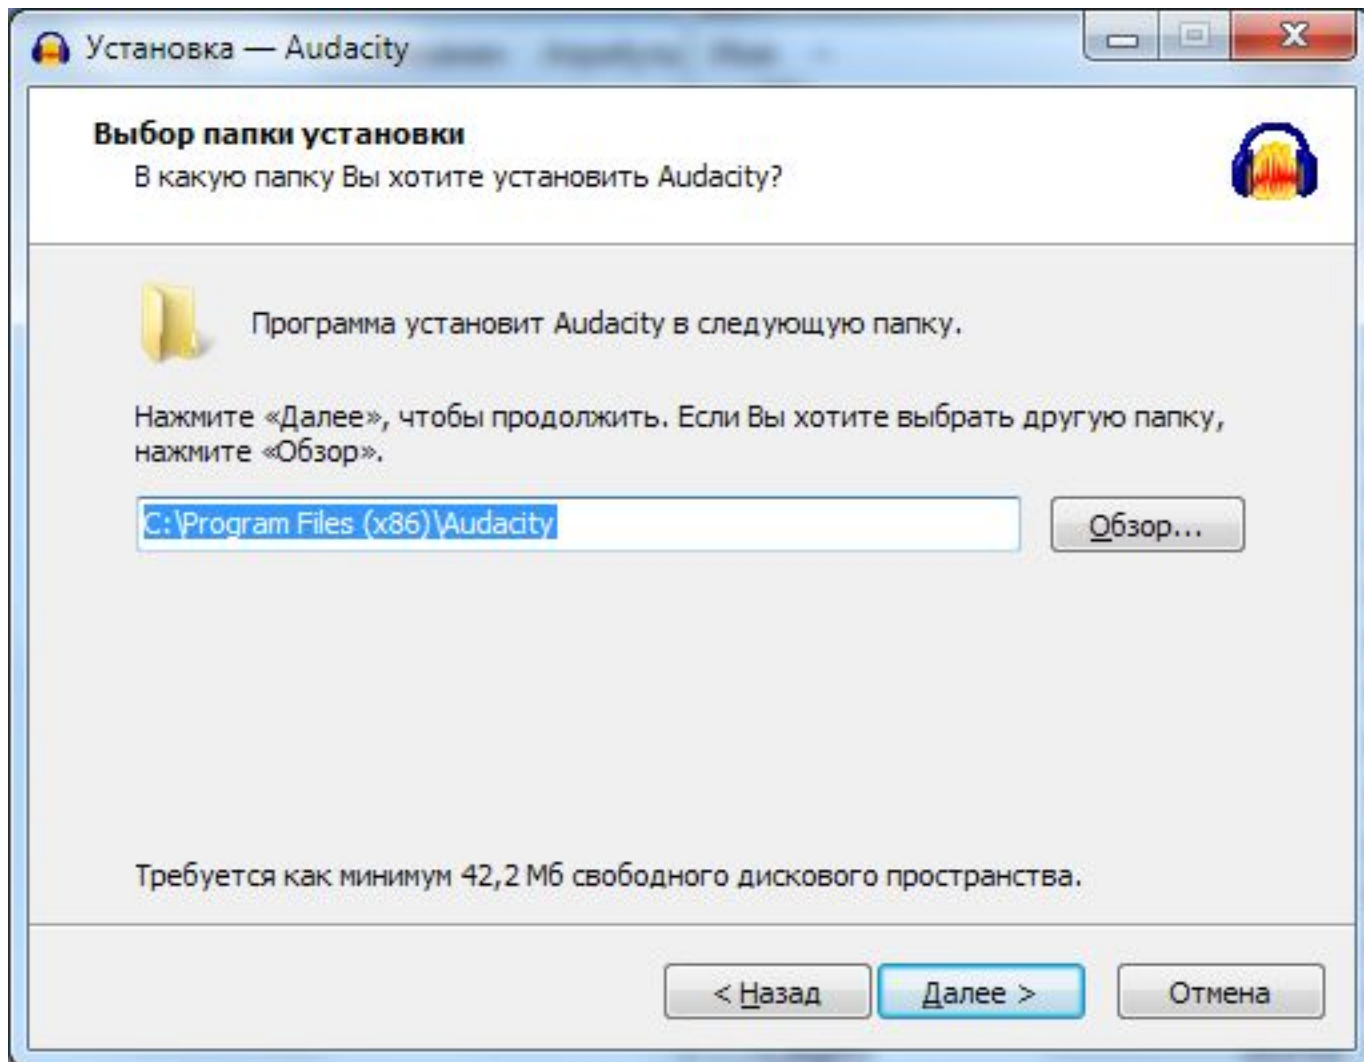 Установка — Audacity
Выбор папки установки
В какую папку Вы хотите установить Audacity?
Программа установит Audacity в следующую папку.
Нажмите «Далее», чтобы продолжить. Если Вы хотите выбрать другую папку,
нажмите «Обзор».
C:\Program Files (x86)\Audacity
Обзор...
Требуется как минимум 42,2 Мб свободного дискового пространства.
< Назад
Далее >
Отмена